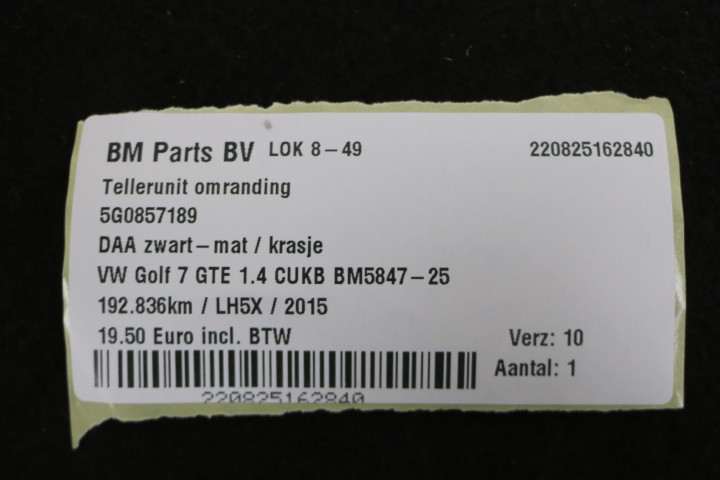 BM Parts BV LOK 8-49 220825162840
Tellerunit omranding
5G0857189
DAA zwart-mat / krasje
VW Golf 7 GTE 1.4 CUKB BM5847-25
192.836km / LH5X / 2015
19.50 Euro incl. BTW Verz: 10
Aantal: 1
220825162840